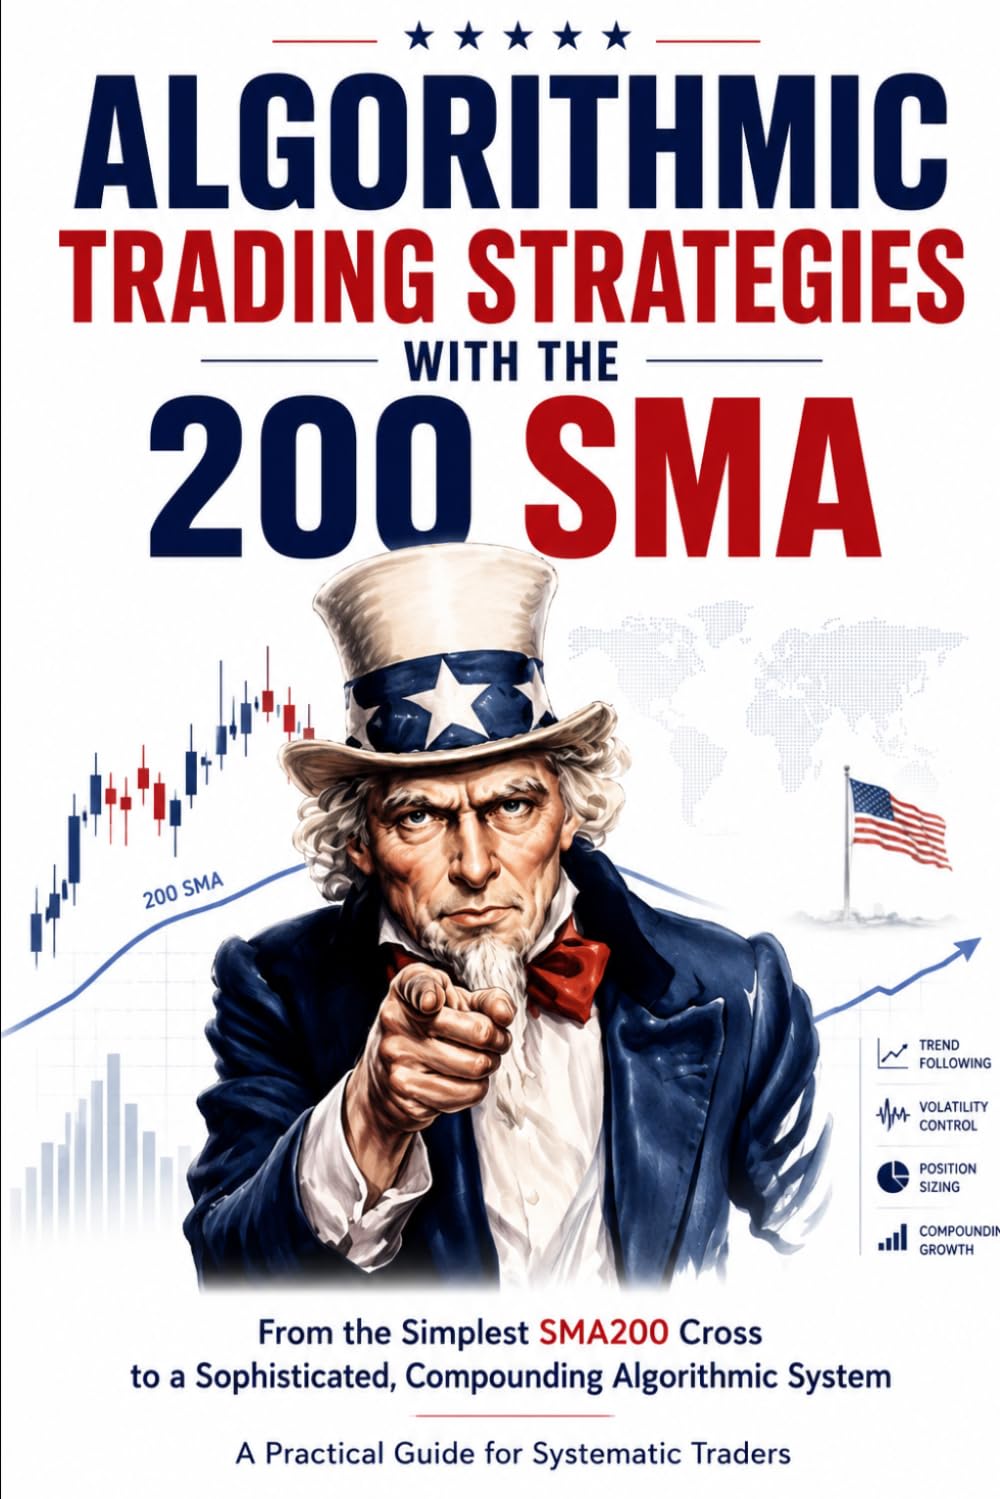 ALGORITHMIC
TRADING STRATEGIES
WITH THE
200 SMA
200 SMA
TREND
FOLLOWING
VOLATILITY
CONTROL
POSITION
SIZING
COMPOUNDIN
GROWTH
From the Simplest SMA200 Cross
to a Sophisticated, Compounding Algorithmic System
A Practical Guide for Systematic Traders